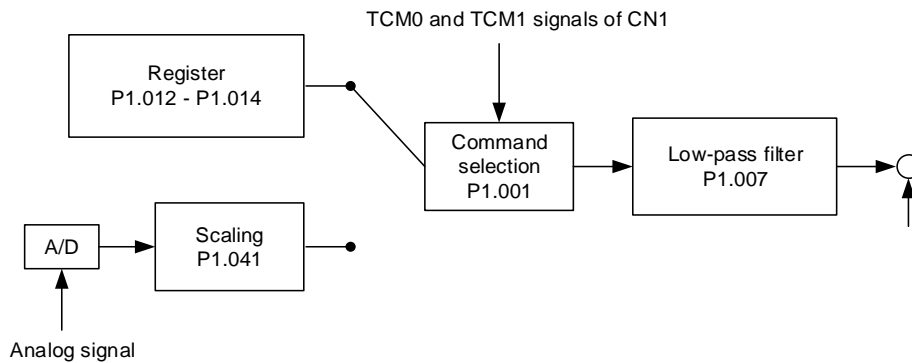 TCM0 and TCM1 signals of CN1
Register
P1.012 - P1.014
Command
selection
P1.001
Low-pass filter
P1.007
A/D
Scaling
P1.041
Analog signal